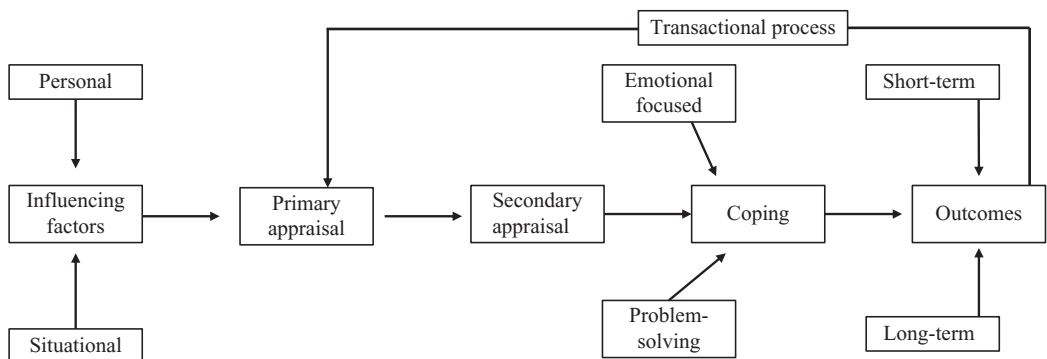 Transactional process
Personal
Emotional
focused
Short-term
Influencing
factors
Primary
appraisal
Secondary
appraisal
Coping
Outcomes
Situational
Problem-
solving
Long-term